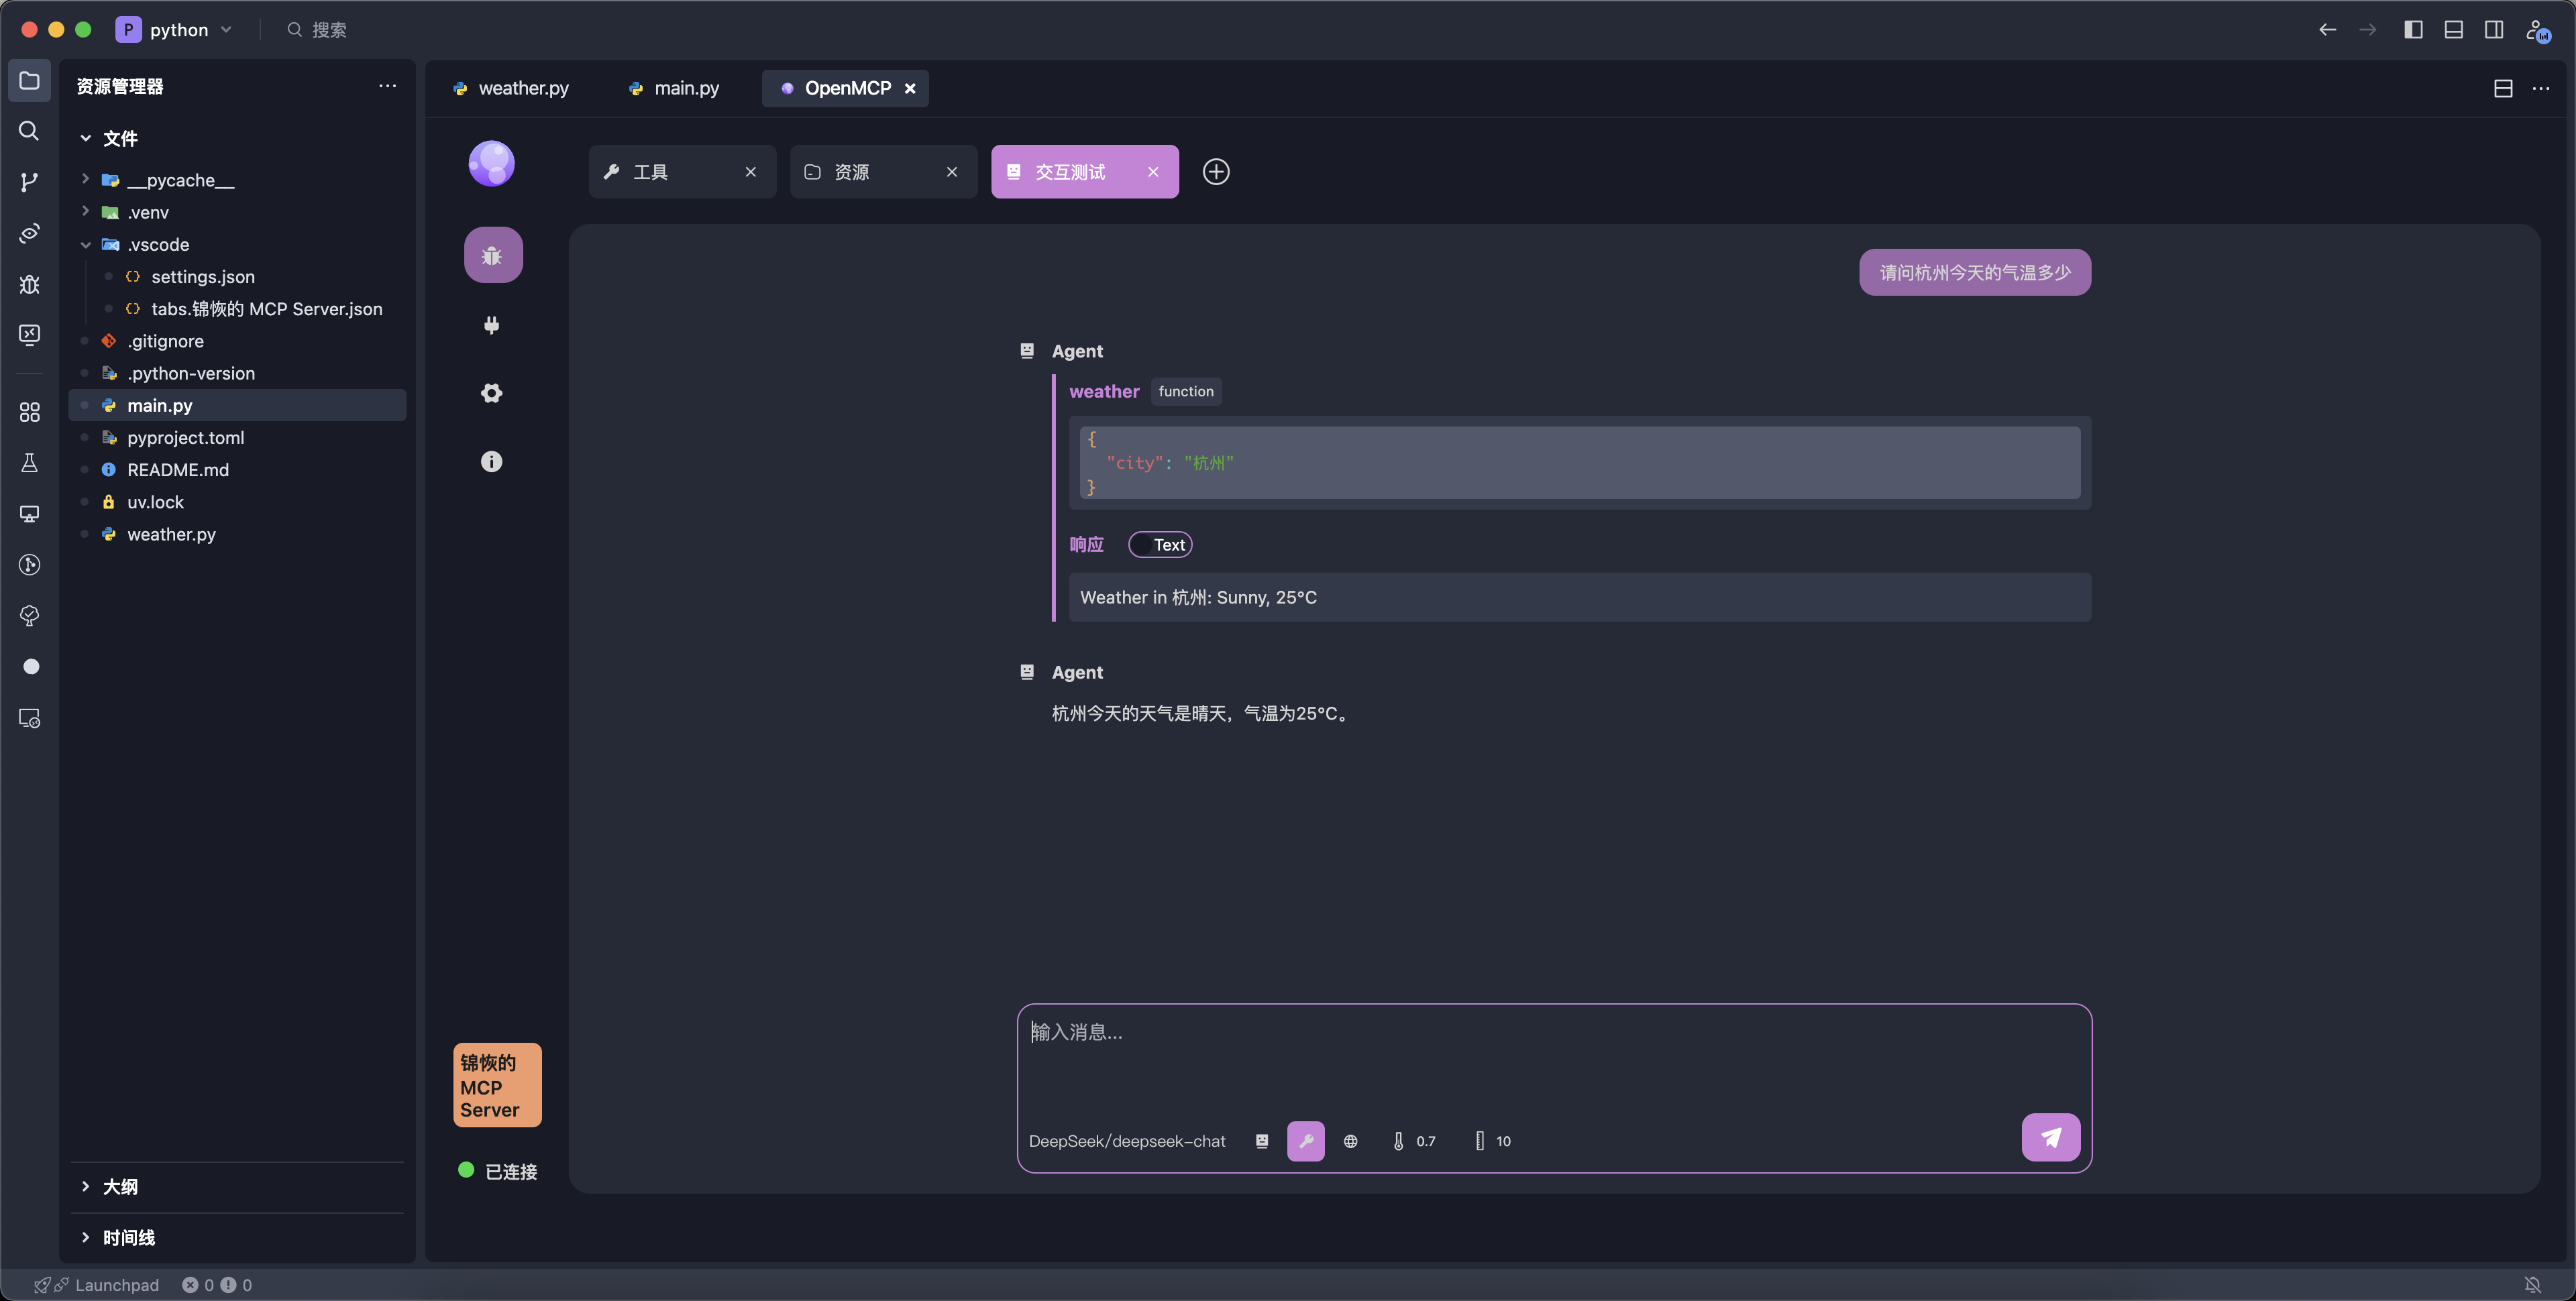 P python
搜索
资源管理器
文件
__pycache__
.venv
.vscode
settings.json
tabs.锦恢的 MCP Server.json
.gitignore
.python-version
main.py
pyproject.toml
README.md
uv.lock
weather.py
大纲
时间线
weather.py
main.py
OpenMCP
工具
资源
交互测试
请问杭州今天的气温多少
Agent
weather function
{
"city": "杭州"
}
响应 Text
Weather in 杭州: Sunny, 25°C
Agent
杭州今天的天气是晴天，气温为25°C。
锦恢的
MCP
Server
已连接
输入消息...
DeepSeek/deepseek-chat 0.7 10
Launchpad 0 0